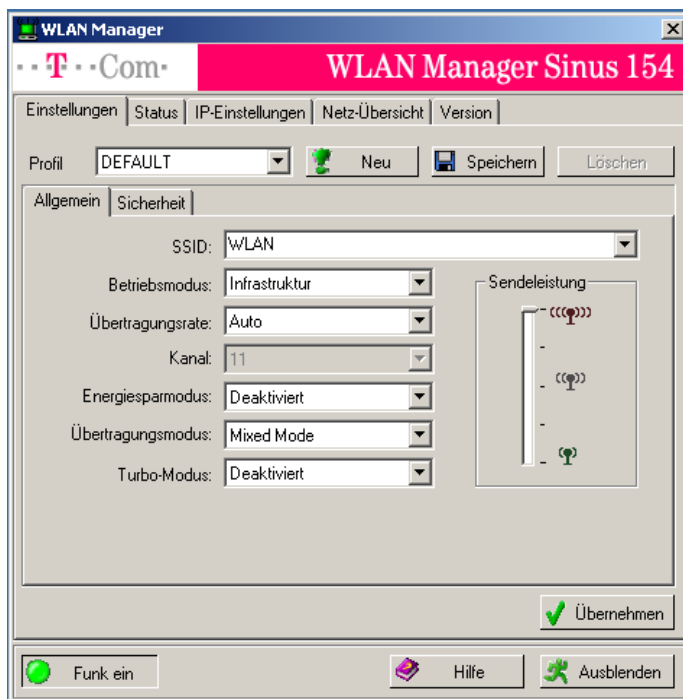 WLAN Manager
··T··Com· WLAN Manager Sinus 154
Einstellungen Status IP-Einstellungen Netz-Übersicht Version
Profil DEFAULT Neu Speichern Löschen
Allgemein Sicherheit
SSID: WLAN
Betriebsmodus: Infrastruktur
Sendeleistung
Übertragungsrate: Auto
Kanal: 11
Energiesparmodus: Deaktiviert
Übertragungsmodus: Mixed Mode
Turbo-Modus: Deaktiviert
Übernehmen
Funk ein Hilfe Ausblenden